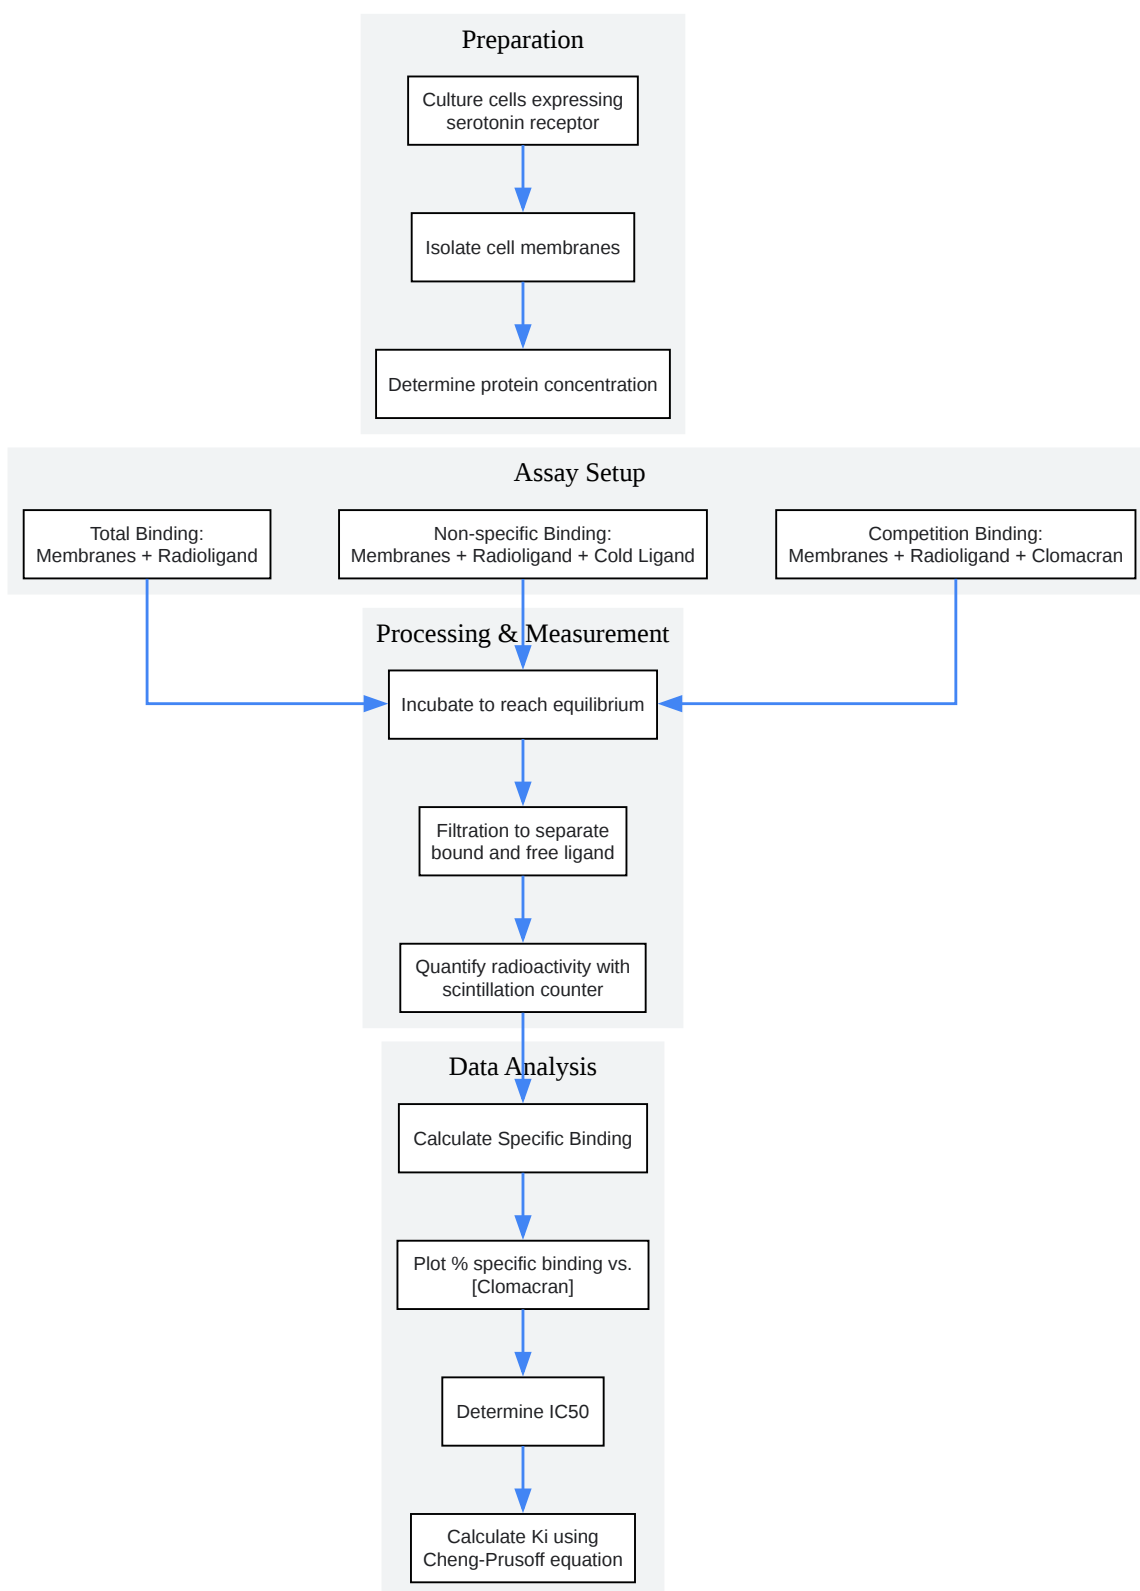 Preparation
Culture cells expressing
serotonin receptor
Isolate cell membranes
Determine protein concentration
Assay Setup
Total Binding:
Membranes + Radioligand
Non-specific Binding:
Membranes + Radioligand + Cold Ligand
Competition Binding:
Membranes + Radioligand + Clomacran
Processing & Measurement
Incubate to reach equilibrium
Filtration to separate
bound and free ligand
Quantify radioactivity with
scintillation counter
Data Analysis
Calculate Specific Binding
Plot % specific binding vs.
[Clomacran]
Determine IC50
Calculate Ki using
Cheng-Prusoff equation